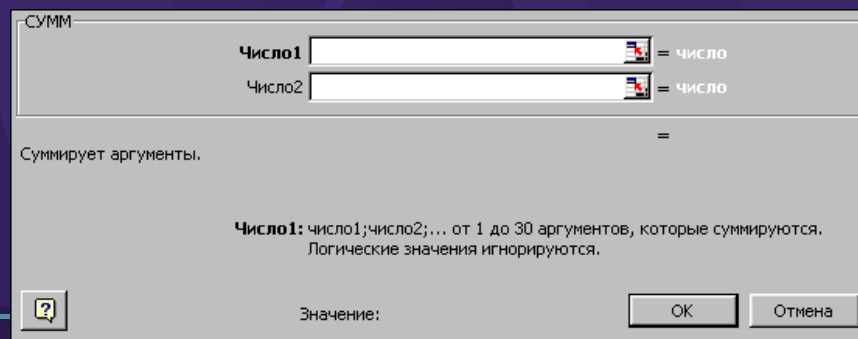 СУММ
Число1 = число
Число2 = число
=
Суммирует аргументы.
Число1: число1;число2;... от 1 до 30 аргументов, которые суммируются.
Логические значения игнорируются.
? Значение: ОК Отмена